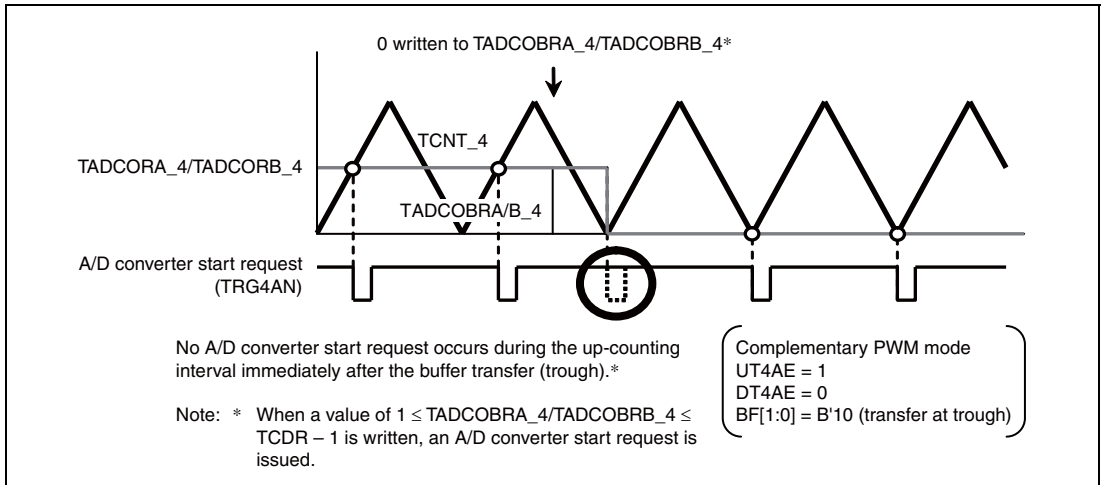 0 written to TADCOBRA_4/TADCOBRB_4*
TCNT_4
TADCORA_4/TADCORB_4
TADCOBRA/B_4
A/D converter start request
(TRG4AN)
No A/D converter start request occurs during the up-counting
interval immediately after the buffer transfer (trough).*
Note: * When a value of 1 ≤ TADCOBRA_4/TADCOBRB_4 ≤
TCDR – 1 is written, an A/D converter start request is
issued.
Complementary PWM mode
UT4AE = 1
DT4AE = 0
BF[1:0] = B'10 (transfer at trough)